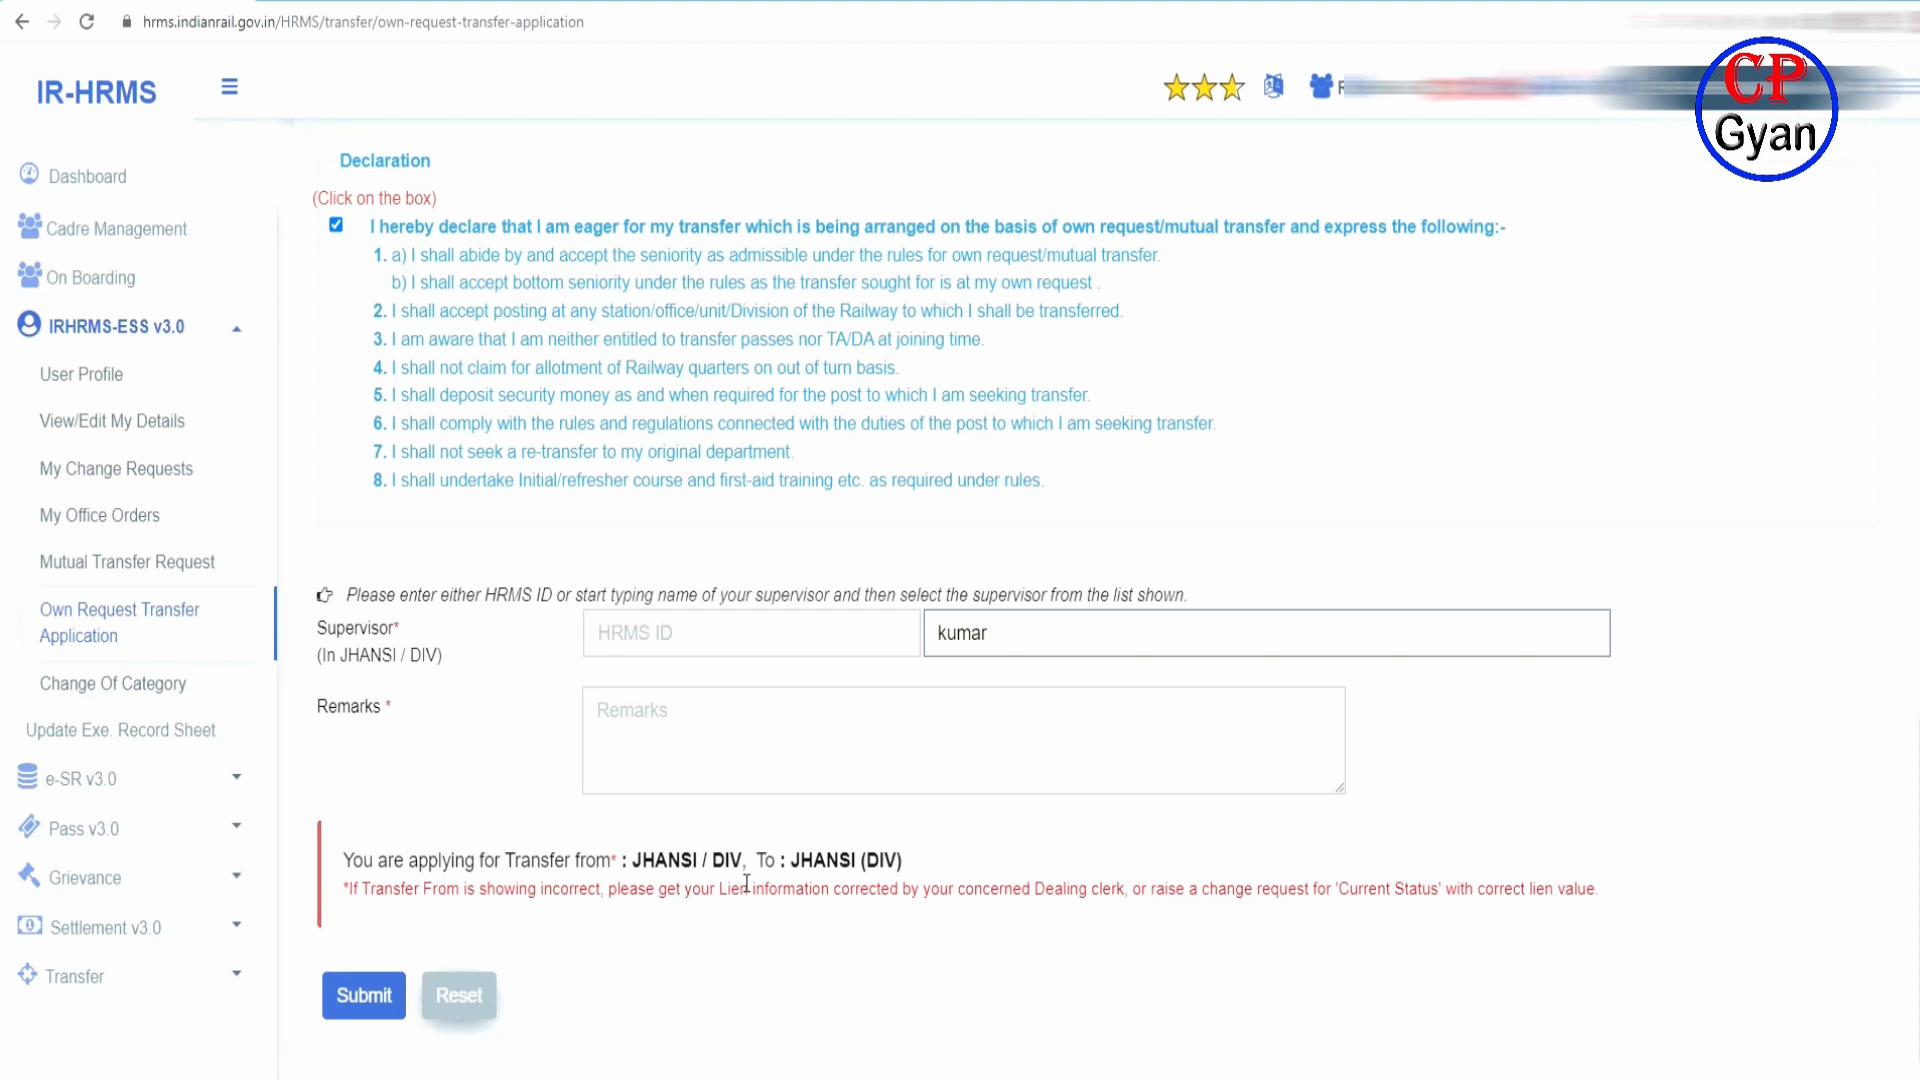 hrms.indianrail.gov.in/HRMS/transfer/own-request-transfer-application
IR-HRMS
CP
Gyan
Dashboard
Cadre Management
On Boarding
IRHRMS-ESS v3.0
User Profile
View/Edit My Details
My Change Requests
My Office Orders
Mutual Transfer Request
Own Request Transfer
Application
Change Of Category
Update Exe. Record Sheet
e-SR v3.0
Pass v3.0
Grievance
Settlement v3.0
Transfer
Declaration
(Click on the box)
I hereby declare that I am eager for my transfer which is being arranged on the basis of own request/mutual transfer and express the following:-
1. a) I shall abide by and accept the seniority as admissible under the rules for own request/mutual transfer.
b) I shall accept bottom seniority under the rules as the transfer sought for is at my own request .
2. I shall accept posting at any station/office/unit/Division of the Railway to which I shall be transferred.
3. I am aware that I am neither entitled to transfer passes nor TA/DA at joining time.
4. I shall not claim for allotment of Railway quarters on out of turn basis.
5. I shall deposit security money as and when required for the post to which I am seeking transfer.
6. I shall comply with the rules and regulations connected with the duties of the post to which I am seeking transfer.
7. I shall not seek a re-transfer to my original department.
8. I shall undertake Initial/refresher course and first-aid training etc. as required under rules.
Please enter either HRMS ID or start typing name of your supervisor and then select the supervisor from the list shown.
Supervisor* HRMS ID kumar
(In JHANSI / DIV)
Remarks * Remarks
You are applying for Transfer from* : JHANSI / DIV, To : JHANSI (DIV)
*If Transfer From is showing incorrect, please get your Lien information corrected by your concerned Dealing clerk, or raise a change request for 'Current Status' with correct lien value.
Submit Reset